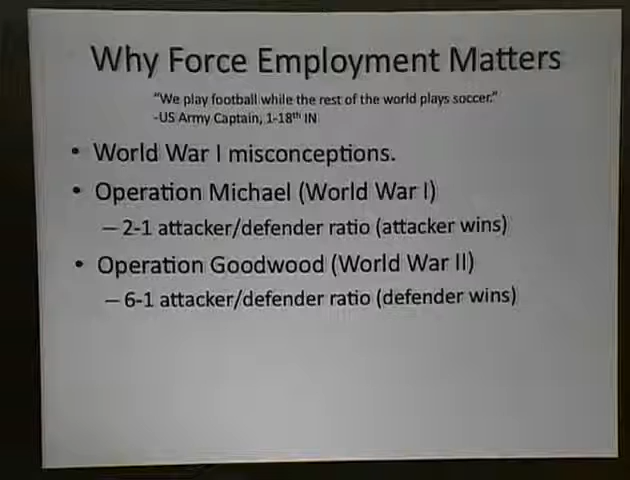 Why Force Employment Matters
"We play football while the rest of the world plays soccer."
-US Army Captain, 1-18th IN
• World War I misconceptions.
• Operation Michael (World War I)
– 2-1 attacker/defender ratio (attacker wins)
• Operation Goodwood (World War II)
– 6-1 attacker/defender ratio (defender wins)